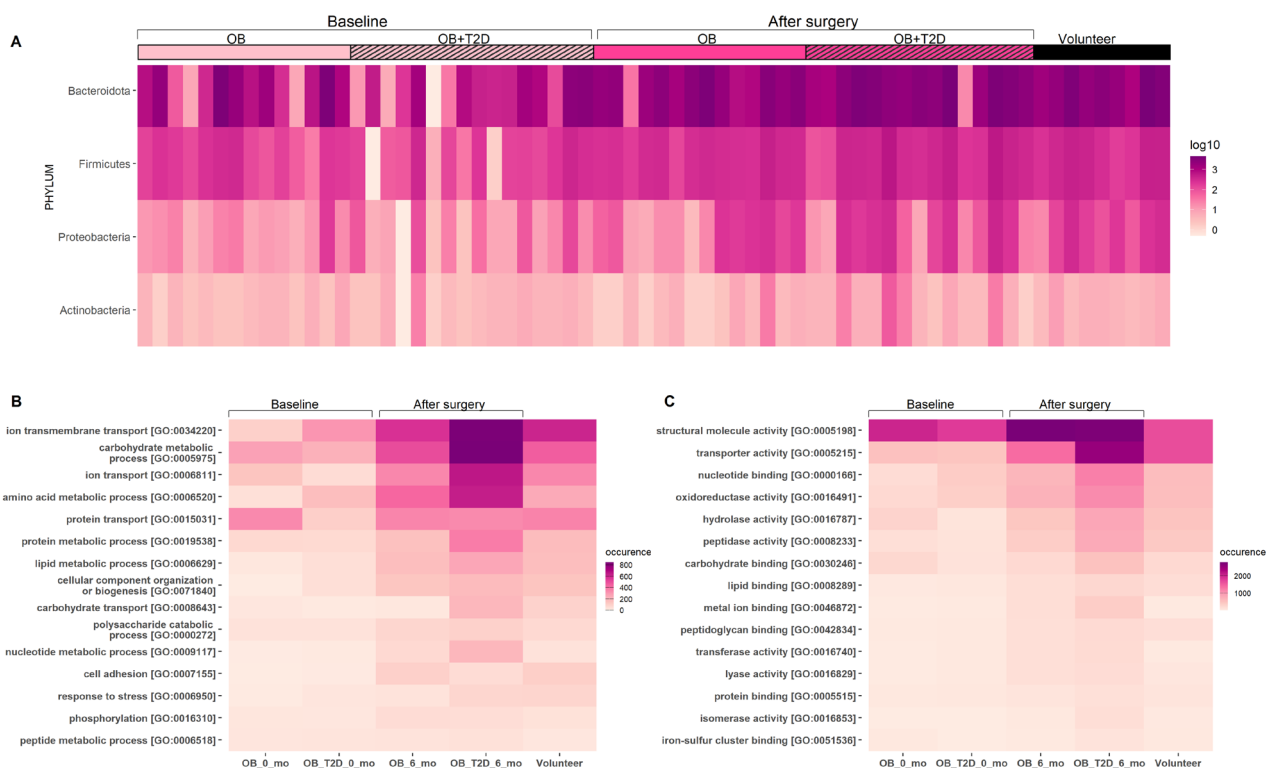 A
Baseline
After surgery
OB
OB+T2D
OB
OB+T2D
Volunteer
PHYLUM
Bacteroidota
Firmicutes
Proteobacteria
Actinobacteria
log10
3
2
1
0
B
Baseline
After surgery
ion transmembrane transport [GO:0034220]
carbohydrate metabolic
process [GO:0005975]
ion transport [GO:0006811]
amino acid metabolic process [GO:0006520]
protein transport [GO:0015031]
protein metabolic process [GO:0019538]
lipid metabolic process [GO:0006629]
cellular component organization
or biogenesis [GO:0071840]
carbohydrate transport [GO:0008643]
polysaccharide catabolic
process [GO:0000272]
nucleotide metabolic process [GO:0009117]
cell adhesion [GO:0007155]
response to stress [GO:0006950]
phosphorylation [GO:0016310]
peptide metabolic process [GO:0006518]
OB_0_mo
OB_T2D_0_mo
OB_6_mo
OB_T2D_6_mo
Volunteer
occurence
800
600
400
200
0
C
Baseline
After surgery
structural molecule activity [GO:0005198]
transporter activity [GO:0005215]
nucleotide binding [GO:0000166]
oxidoreductase activity [GO:0016491]
hydrolase activity [GO:0016787]
peptidase activity [GO:0008233]
carbohydrate binding [GO:0030246]
lipid binding [GO:0008289]
metal ion binding [GO:0046872]
peptidoglycan binding [GO:0042834]
transferase activity [GO:0016740]
lyase activity [GO:0016829]
protein binding [GO:0005515]
isomerase activity [GO:0016853]
iron-sulfur cluster binding [GO:0051536]
OB_0_mo
OB_T2D_0_mo
OB_6_mo
OB_T2D_6_mo
Volunteer
occurence
2000
1000